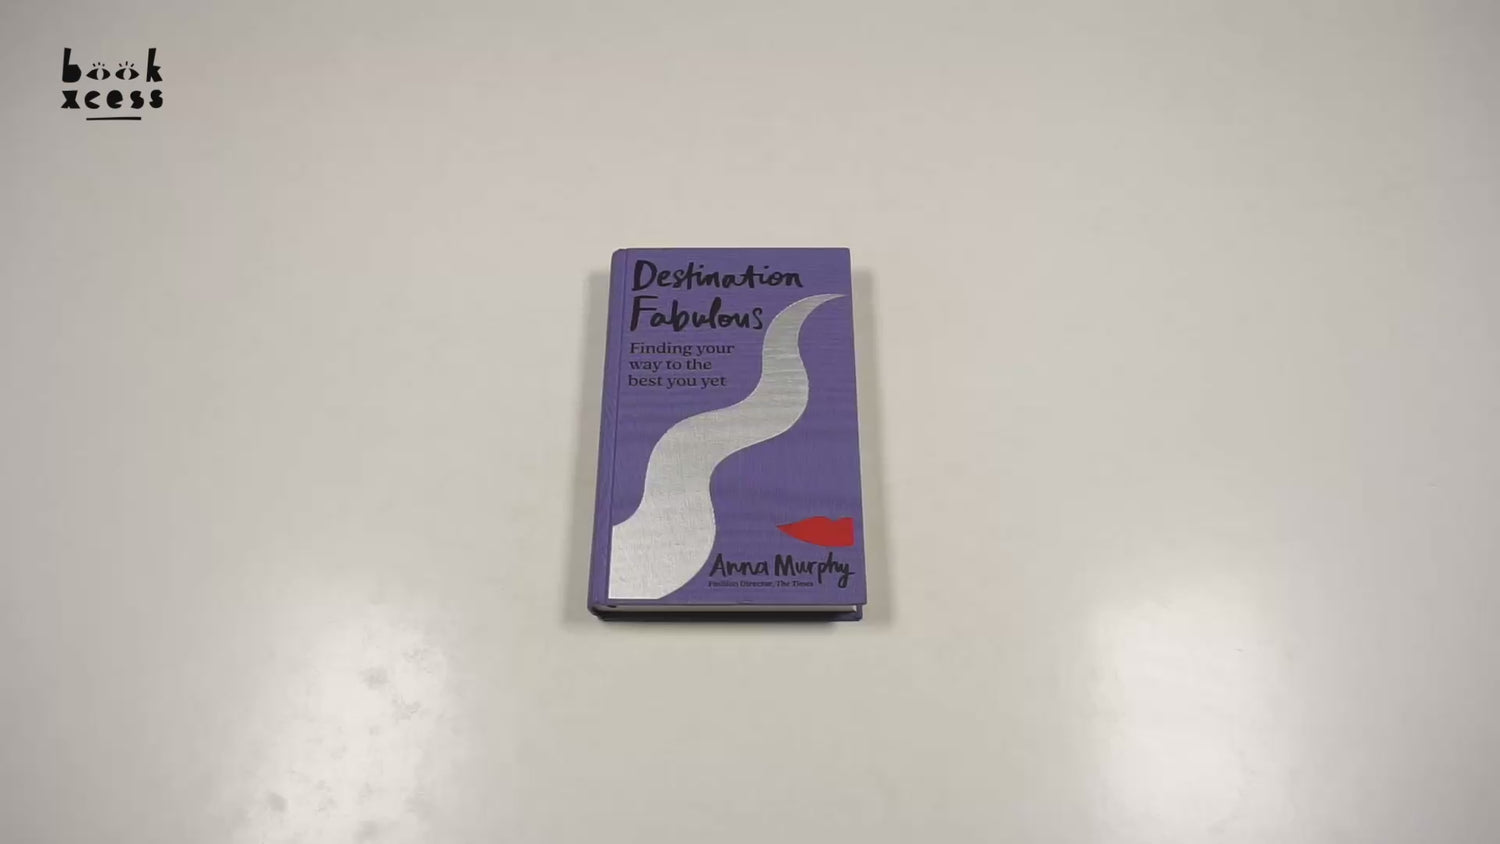 book
xcess
Destination
Fabulous
Finding your
way to the
best you yet
Anna Murphy
Fashion Director, The Times